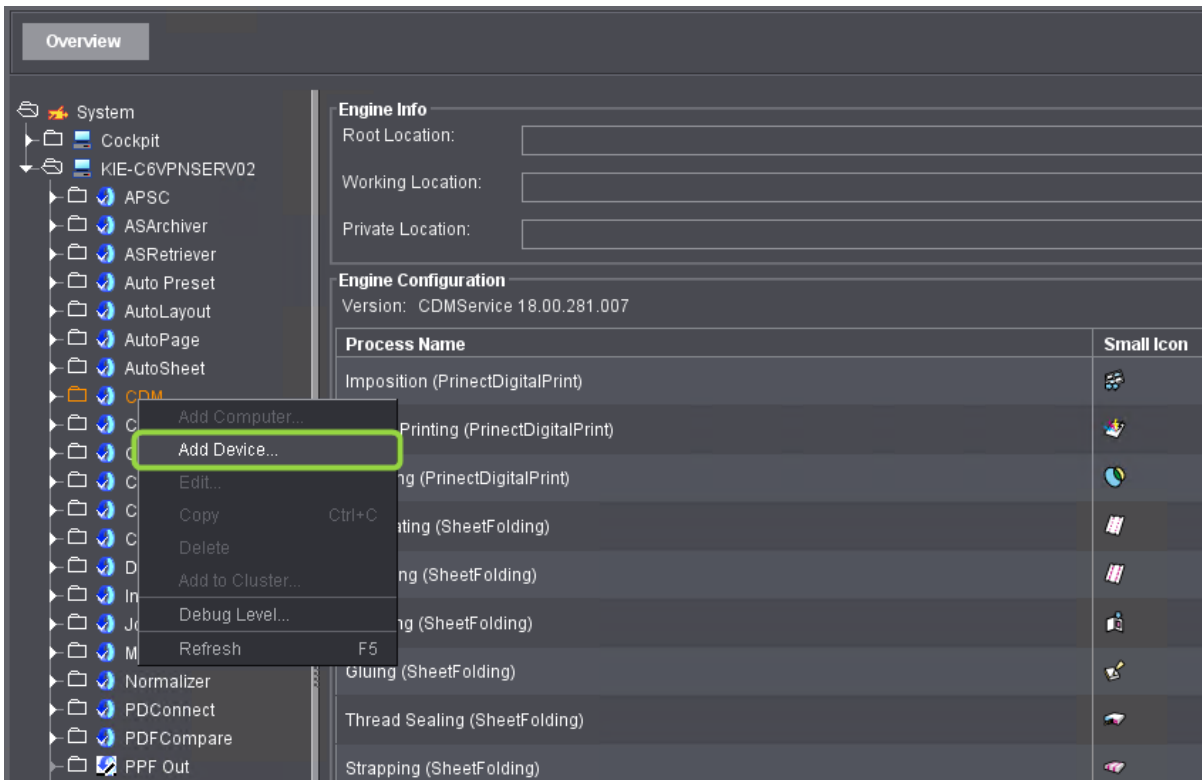 Overview
System
Cockpit
KIE-C6VPNSERV02
APSC
ASArchiver
ASRetriever
Auto Preset
AutoLayout
AutoPage
AutoSheet
CDM
C
C
C
C
D
In
M
Normalizer
PDConnect
PDFCompare
PPF Out
Add Computer...
Add Device...
Edit...
Copy Ctrl+C
Delete
Add to Cluster...
Debug Level...
Refresh F5
Engine Info
Root Location:
Working Location:
Private Location:
Engine Configuration
Version: CDMService 18.00.281.007
Process Name Small Icon
Imposition (PrinectDigitalPrint)
Printing (PrinectDigitalPrint)
ng (PrinectDigitalPrint)
ating (SheetFolding)
ng (SheetFolding)
ng (SheetFolding)
Gluing (SheetFolding)
Thread Sealing (SheetFolding)
Strapping (SheetFolding)